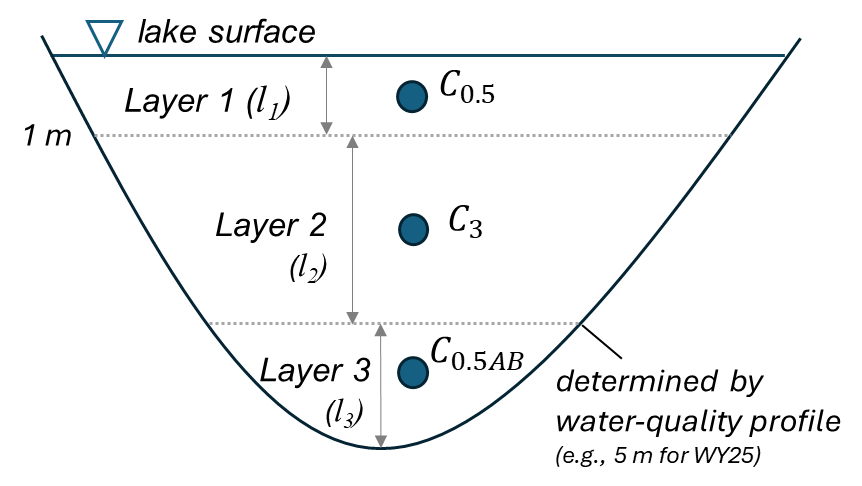 lake surface
C₀.₅
Layer 1 (l₁)
1 m
Layer 2
(l₂)
C₃
C₀.₅AB
Layer 3
(l₃)
determined by
water-quality profile
(e.g., 5 m for WY25)